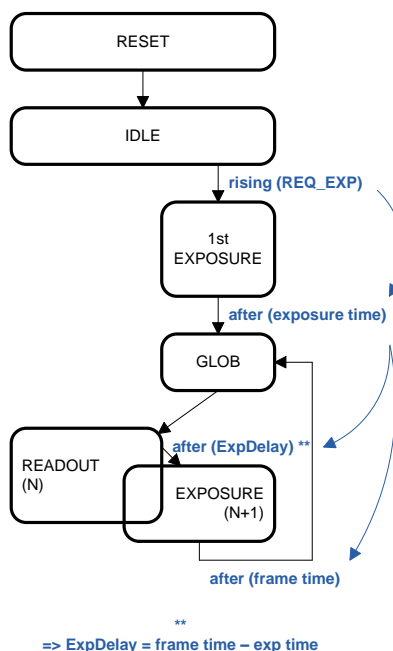 RESET
IDLE
rising (REQ_EXP)
1st
EXPOSURE
after (exposure time)
GLOB
after (ExpDelay) **
READOUT
(N)
EXPOSURE
(N+1)
after (frame time)
**
=> ExpDelay = frame time – exp time